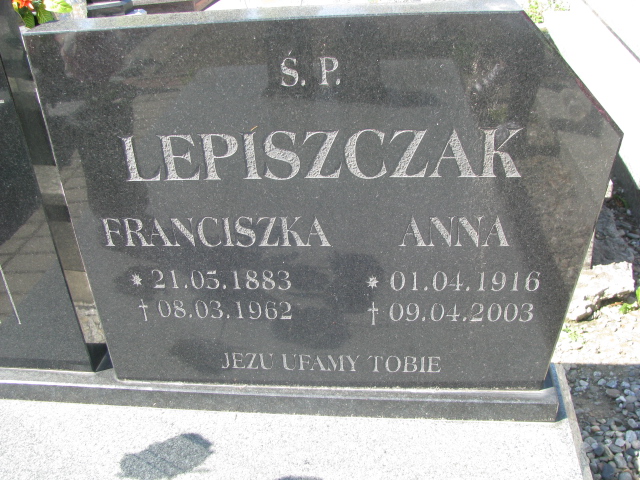 Ś. P.
LEPISZCZAK
FRANCISZKA ANNA
* 21.05.1883 * 01.04.1916
† 08.03.1962 † 09.04.2003
JEZU UFAMY TOBIE